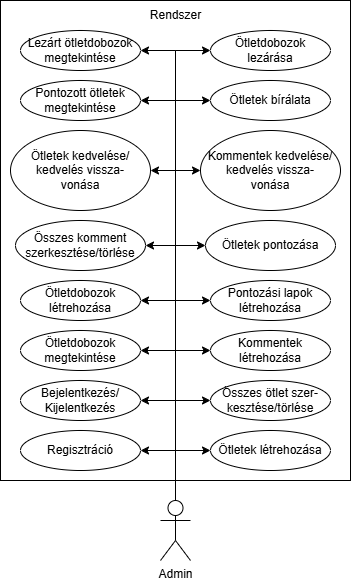 Rendszer
Lezárt ötletdobozok
megtekintése
Ötletdobozok
lezárása
Pontozott ötletek
megtekintése
Ötletek bírálata
Ötletek kedvelése/
kedvelés vissza-
vonása
Kommentek kedvelése/
kedvelés vissza-
vonása
Összes komment
szerkesztése/törlése
Ötletek pontozása
Ötletdobozok
létrehozása
Pontozási lapok
létrehozása
Ötletdobozok
megtekintése
Kommentek
létrehozása
Bejelentkezés/
Kijelentkezés
Összes ötlet szer-
kesztése/törlése
Regisztráció
Ötletek létrehozása
Admin